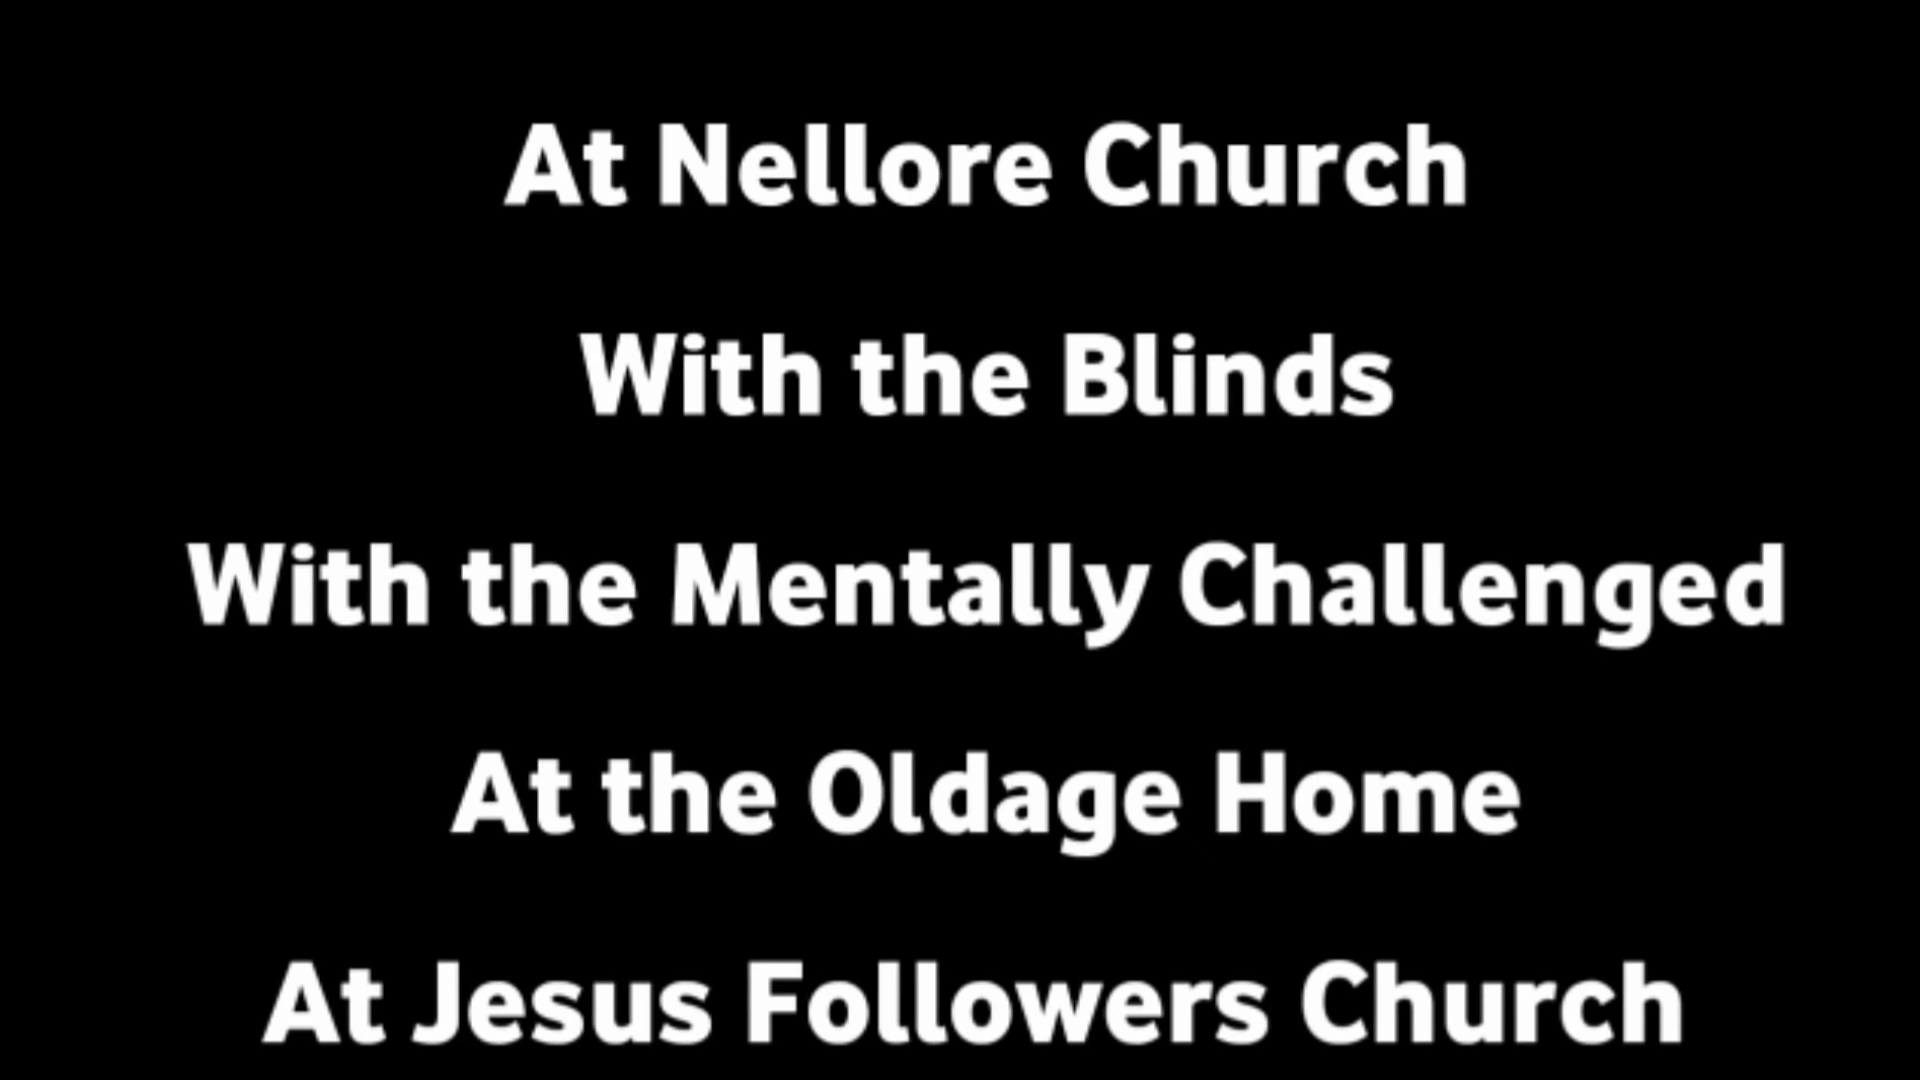 At Nellore Church
With the Blinds
With the Mentally Challenged
At the Oldage Home
At Jesus Followers Church